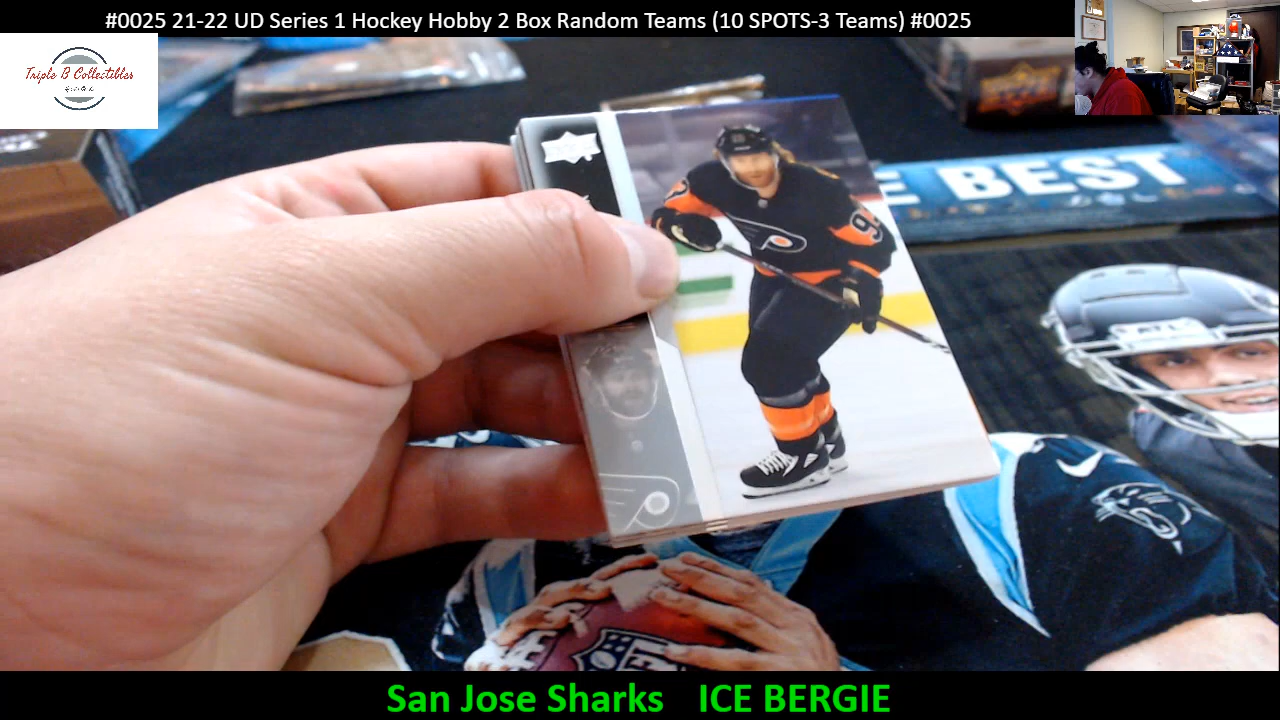 #0025 21-22 UD Series 1 Hockey Hobby 2 Box Random Teams (10 SPOTS-3 Teams) #0025
Triple B Collectibles
E BEST
NFL
San Jose Sharks ICE BERGIE